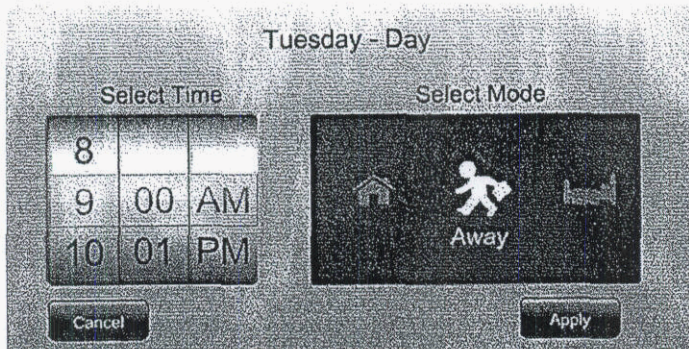 Tuesday - Day
Select Time
Select Mode
8
9 00 AM
10 01 PM
Away
Cancel
Apply